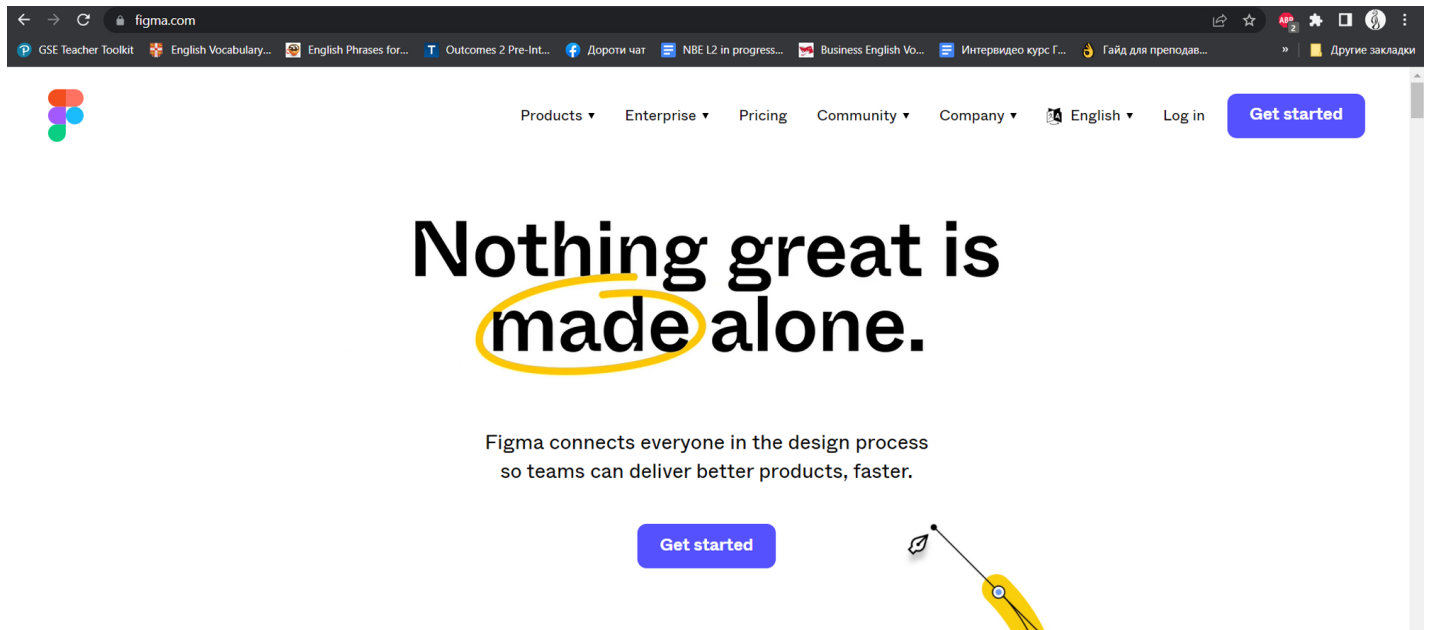 figma.com
GSE Teacher Toolkit English Vocabulary... English Phrases for... T Outcomes 2 Pre-Int... Дороти чат NBE L2 in progress... Business English Vo... Интервидео курс Г... Гайд для преподав... » Другие закладки
ABP 2
Products ▾ Enterprise ▾ Pricing Community ▾ Company ▾ English ▾ Log in Get started
Nothing great is
made alone.
Figma connects everyone in the design process
so teams can deliver better products, faster.
Get started